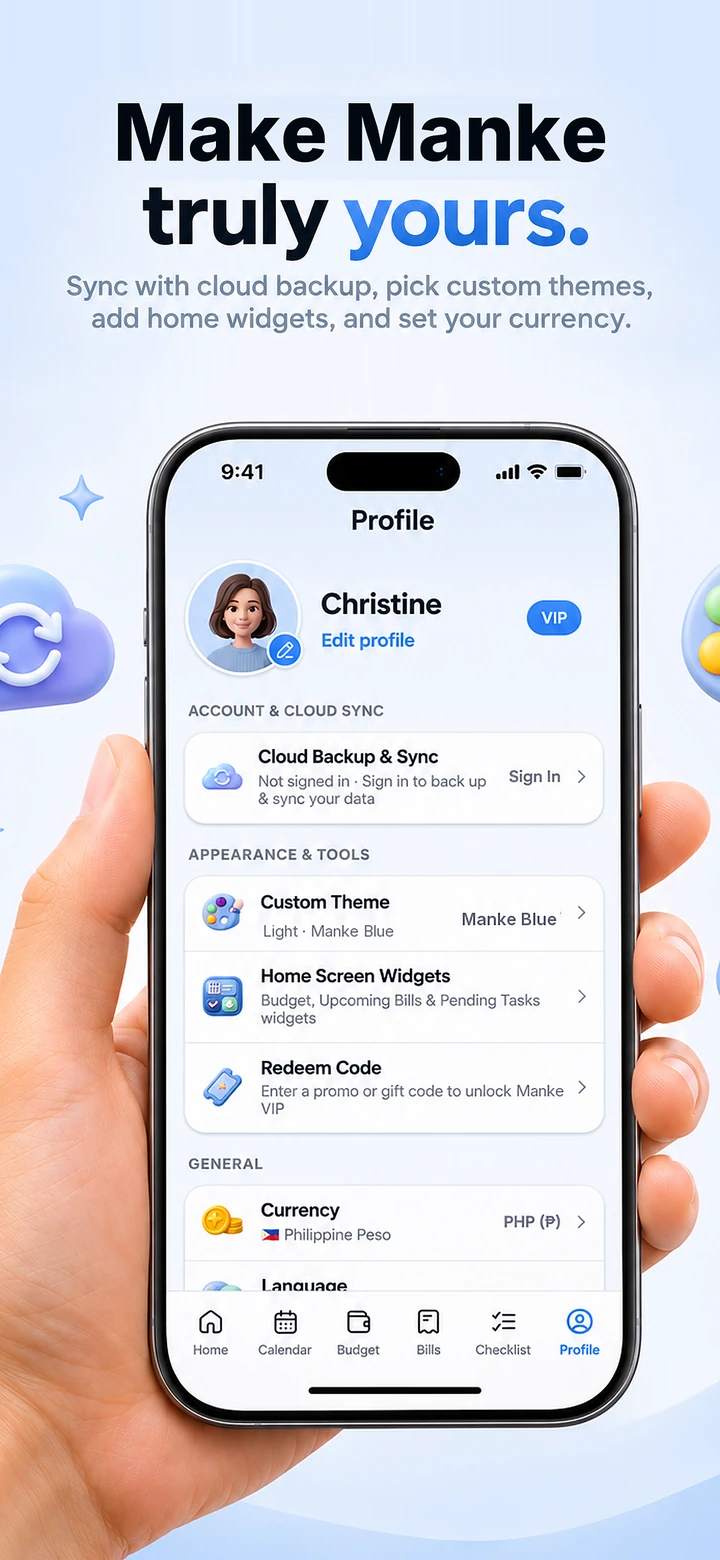 Make Manke
truly yours.
Sync with cloud backup, pick custom themes,
add home widgets, and set your currency.
9:41
Profile
Christine
VIP
Edit profile
ACCOUNT & CLOUD SYNC
Cloud Backup & Sync
Not signed in · Sign in to back up
& sync your data
Sign In
APPEARANCE & TOOLS
Custom Theme
Light · Manke Blue
Manke Blue
Home Screen Widgets
Budget, Upcoming Bills & Pending Tasks
widgets
Redeem Code
Enter a promo or gift code to unlock Manke
VIP
GENERAL
Currency
Philippine Peso
PHP (₱)
Language
Home
Calendar
Budget
Bills
Checklist
Profile